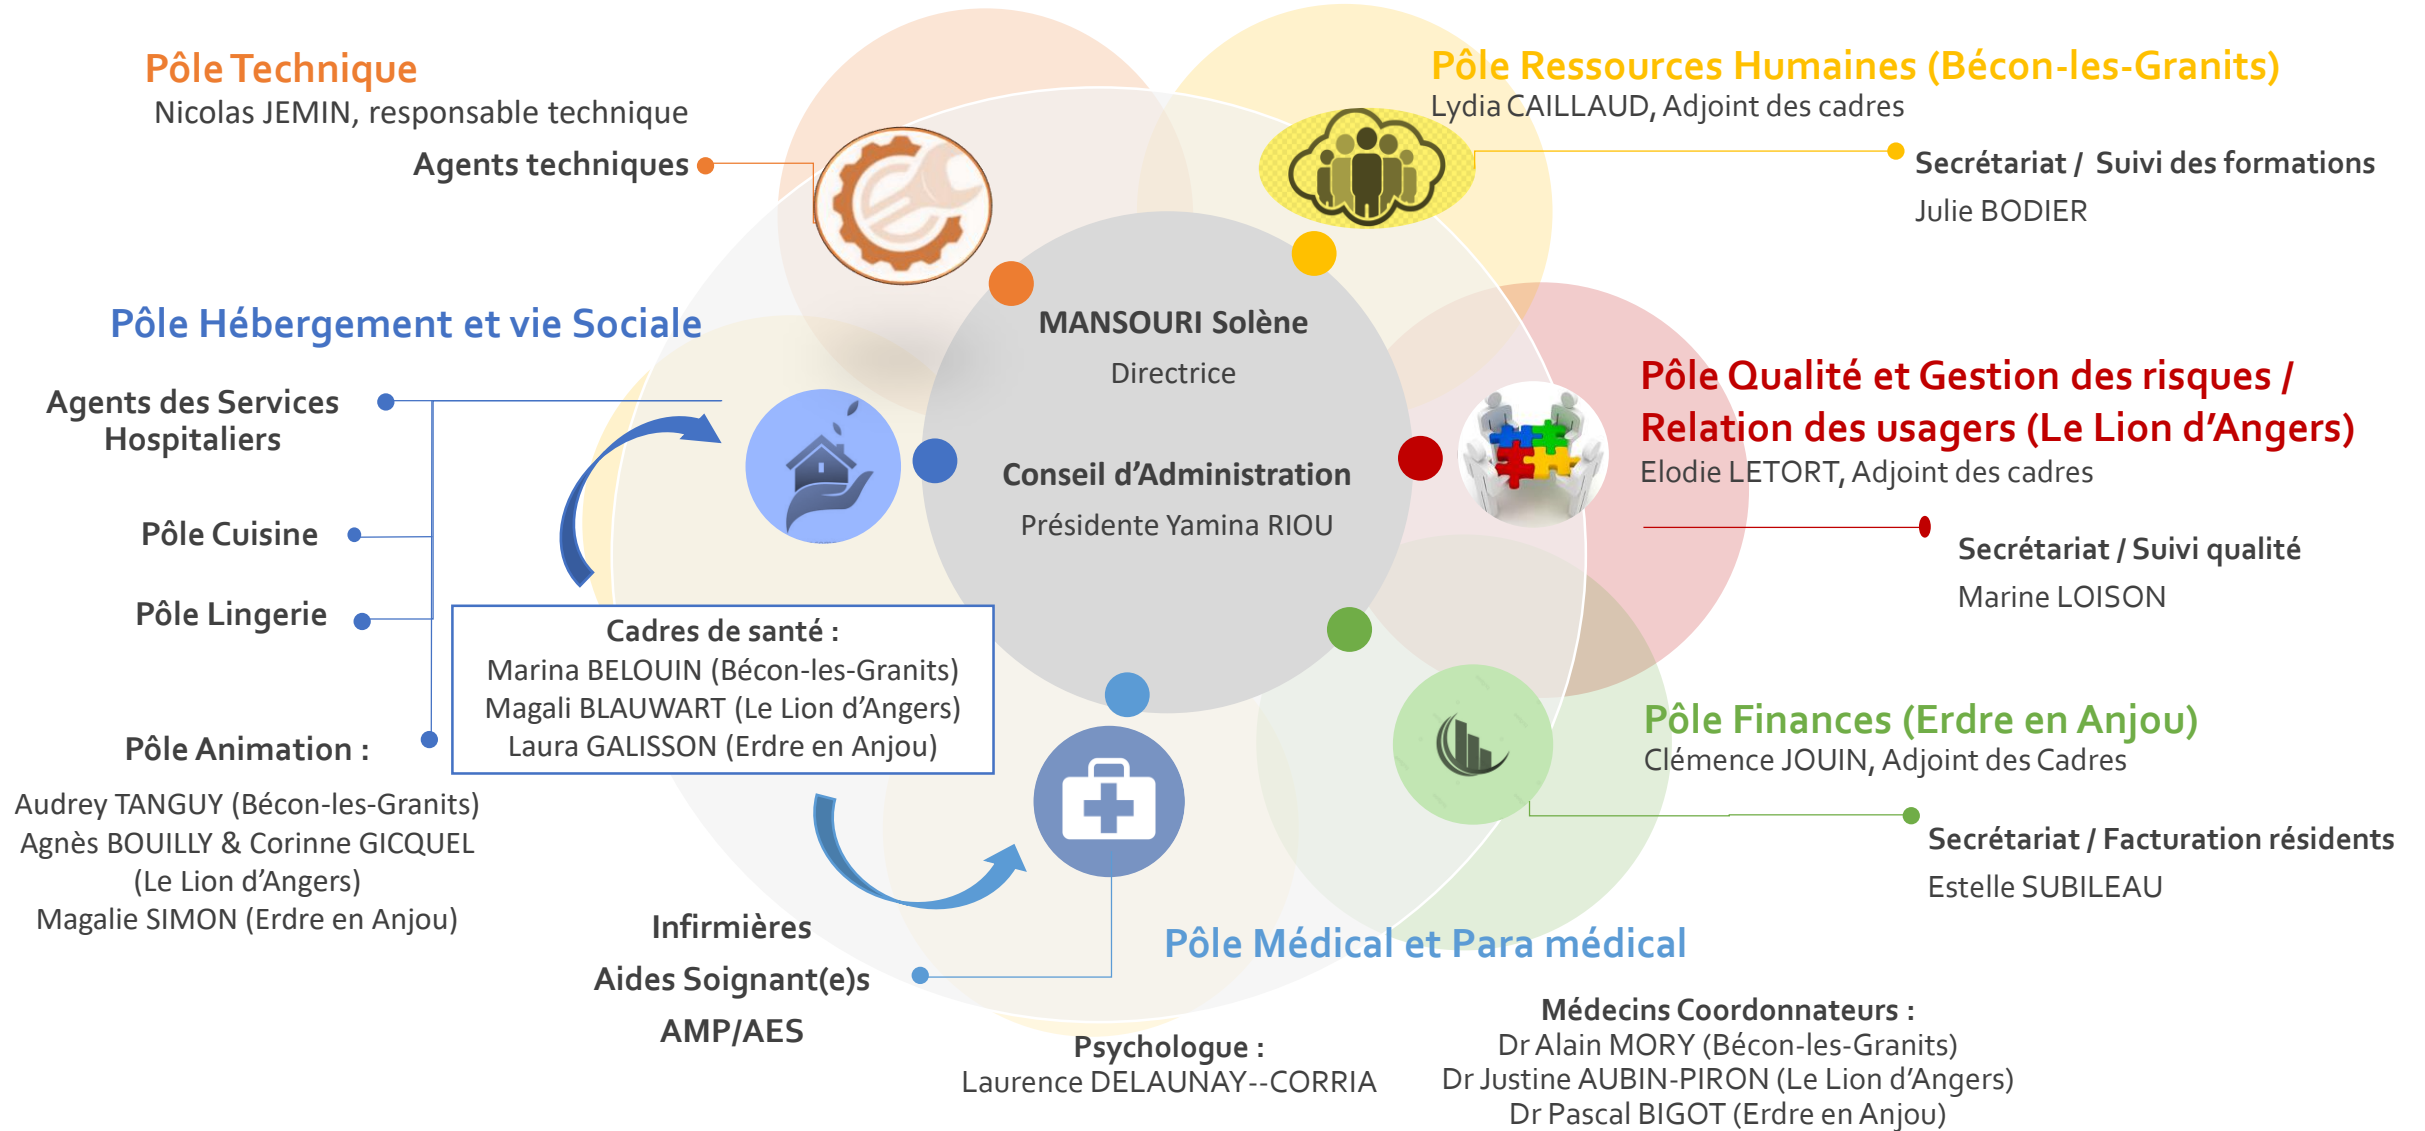 Pôle Technique
Nicolas JEMIN, responsable technique
Agents techniques
Pôle Ressources Humaines (Bécon-les-Granits)
Lydia CAILLAUD, Adjoint des cadres
Secrétariat / Suivi des formations
Julie BODIER
MANSOURI Solène
Directrice
Conseil d'Administration
Présidente Yamina RIOU
Pôle Hébergement et vie Sociale
Agents des Services
Hospitaliers
Pôle Cuisine
Pôle Lingerie
Pôle Animation :
Audrey TANGUY (Bécon-les-Granits)
Agnès BOUILLY & Corinne GICQUEL
(Le Lion d'Angers)
Magalie SIMON (Erdre en Anjou)
Cadres de santé :
Marina BELOUIN (Bécon-les-Granits)
Magali BLAUWART (Le Lion d'Angers)
Laura GALISSON (Erdre en Anjou)
Pôle Qualité et Gestion des risques /
Relation des usagers (Le Lion d'Angers)
Elodie LETORT, Adjoint des cadres
Secrétariat / Suivi qualité
Marine LOISON
Pôle Finances (Erdre en Anjou)
Clémence JOUIN, Adjoint des Cadres
Secrétariat / Facturation résidents
Estelle SUBILEAU
Pôle Médical et Para médical
Infirmières
Aides Soignant(e)s
AMP/AES
Psychologue :
Laurence DELAUNAY--CORRIA
Médecins Coordonnateurs :
Dr Alain MORY (Bécon-les-Granits)
Dr Justine AUBIN-PIRON (Le Lion d'Angers)
Dr Pascal BIGOT (Erdre en Anjou)